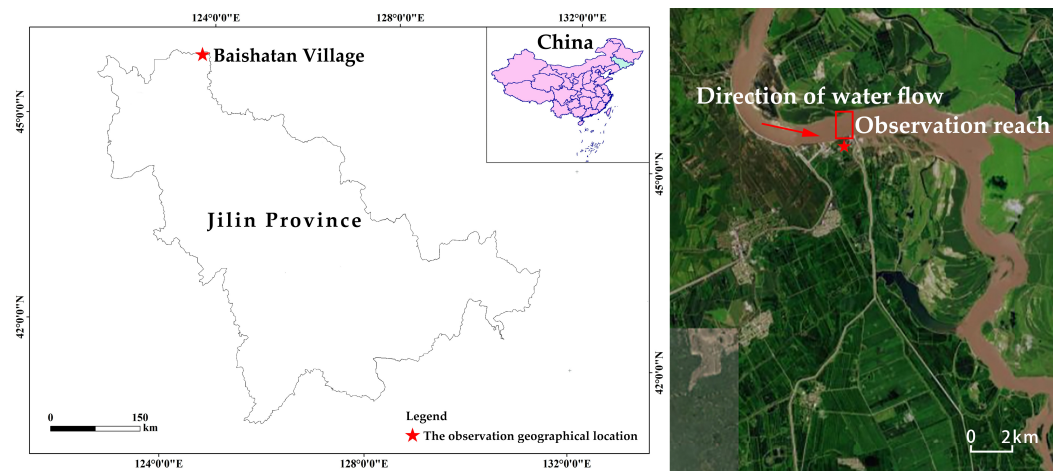 124°0'0"E
128°0'0"E
132°0'0"E
Baishatan Village
China
45°0'0"N
45°0'0"N
Jilin Province
42°0'0"N
42°0'0"N
0 150
km
Legend
The observation geographical location
124°0'0"E
128°0'0"E
132°0'0"E
Direction of water flow
Observation reach
0 2km